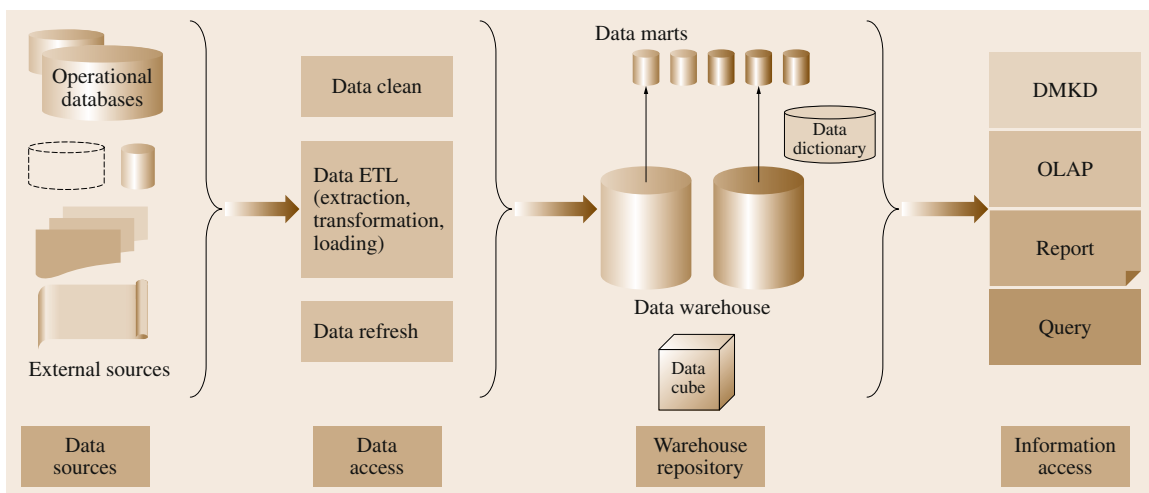 Operational
databases
External sources
Data
sources
Data clean
Data ETL
(extraction,
transformation,
loading)
Data refresh
Data
access
Data marts
Data
dictionary
Data warehouse
Data
cube
Warehouse
repository
DMKD
OLAP
Report
Query
Information
access